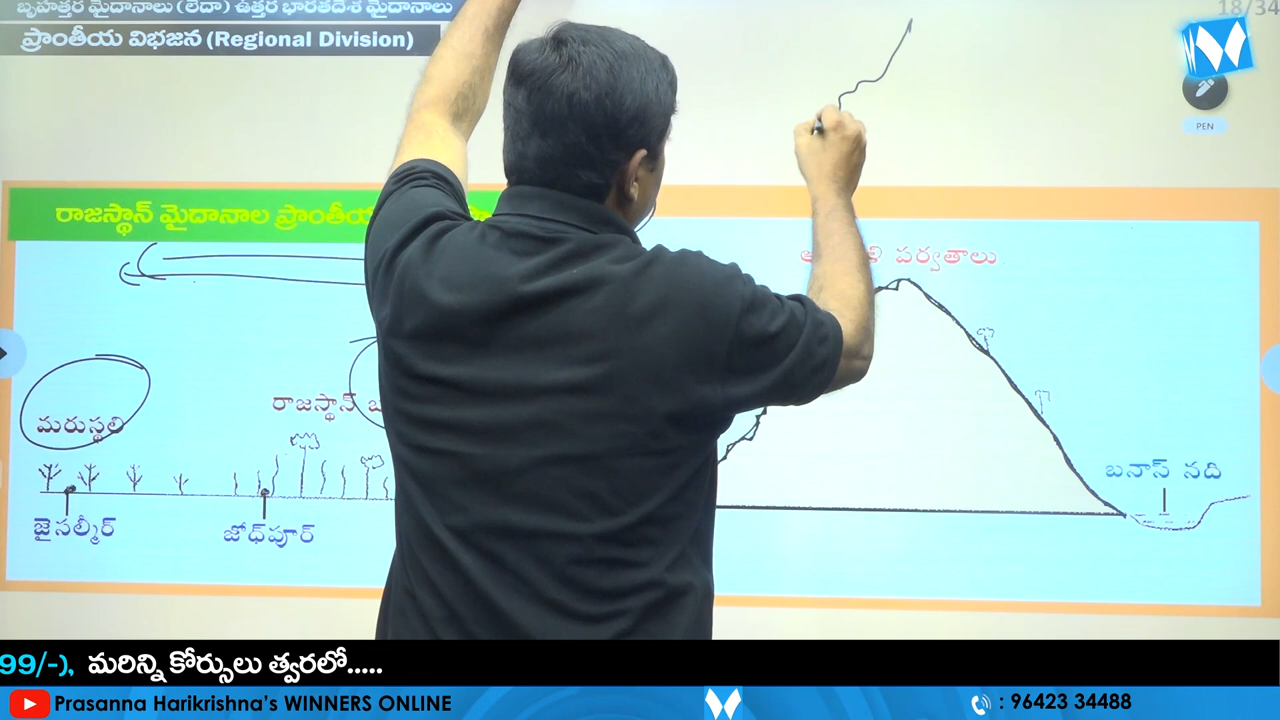 బృహత్తర మైదానాలు (లేదా) ఉత్తర భారతదేశ మైదానాలు
18/34
ప్రాంతీయ విభజన (Regional Division)
PEN
రాజస్థాన్ మైదానాల
పర్వతాలు
మరుస్థలి
రాజస్థాన్
బనాస్ నది
జైసల్మీర్
జోధ్‌పూర్
99/-), మరిన్ని కోర్సులు త్వరలో.....
Prasanna Harikrishna's WINNERS ONLINE
: 96423 34488